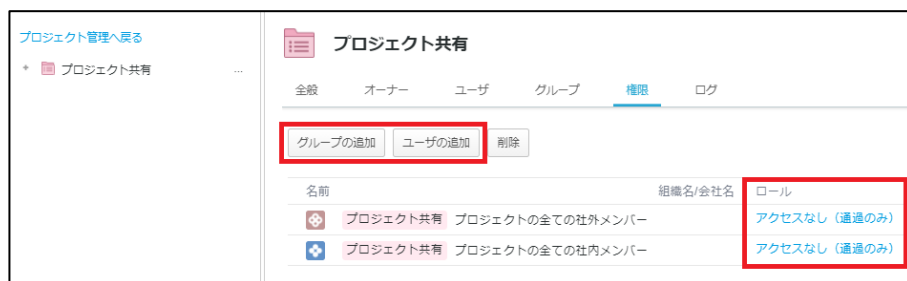 プロジェクト管理へ戻る
プロジェクト共有 ...
プロジェクト共有
全般 オーナー ユーザ グループ 権限 ログ
グループの追加 ユーザの追加 削除
名前 組織名/会社名 ロール
プロジェクト共有 プロジェクトの全ての社外メンバー アクセスなし（通過のみ）
プロジェクト共有 プロジェクトの全ての社内メンバー アクセスなし（通過のみ）